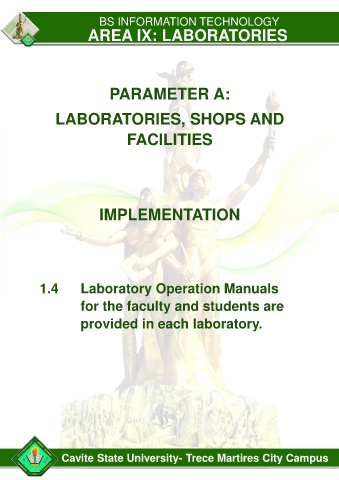 BS INFORMATION TECHNOLOGY
AREA IX: LABORATORIES
PARAMETER A:
LABORATORIES, SHOPS AND
FACILITIES
IMPLEMENTATION
1.4 Laboratory Operation Manuals
for the faculty and students are
provided in each laboratory.
Cavite State University- Trece Martires City Campus